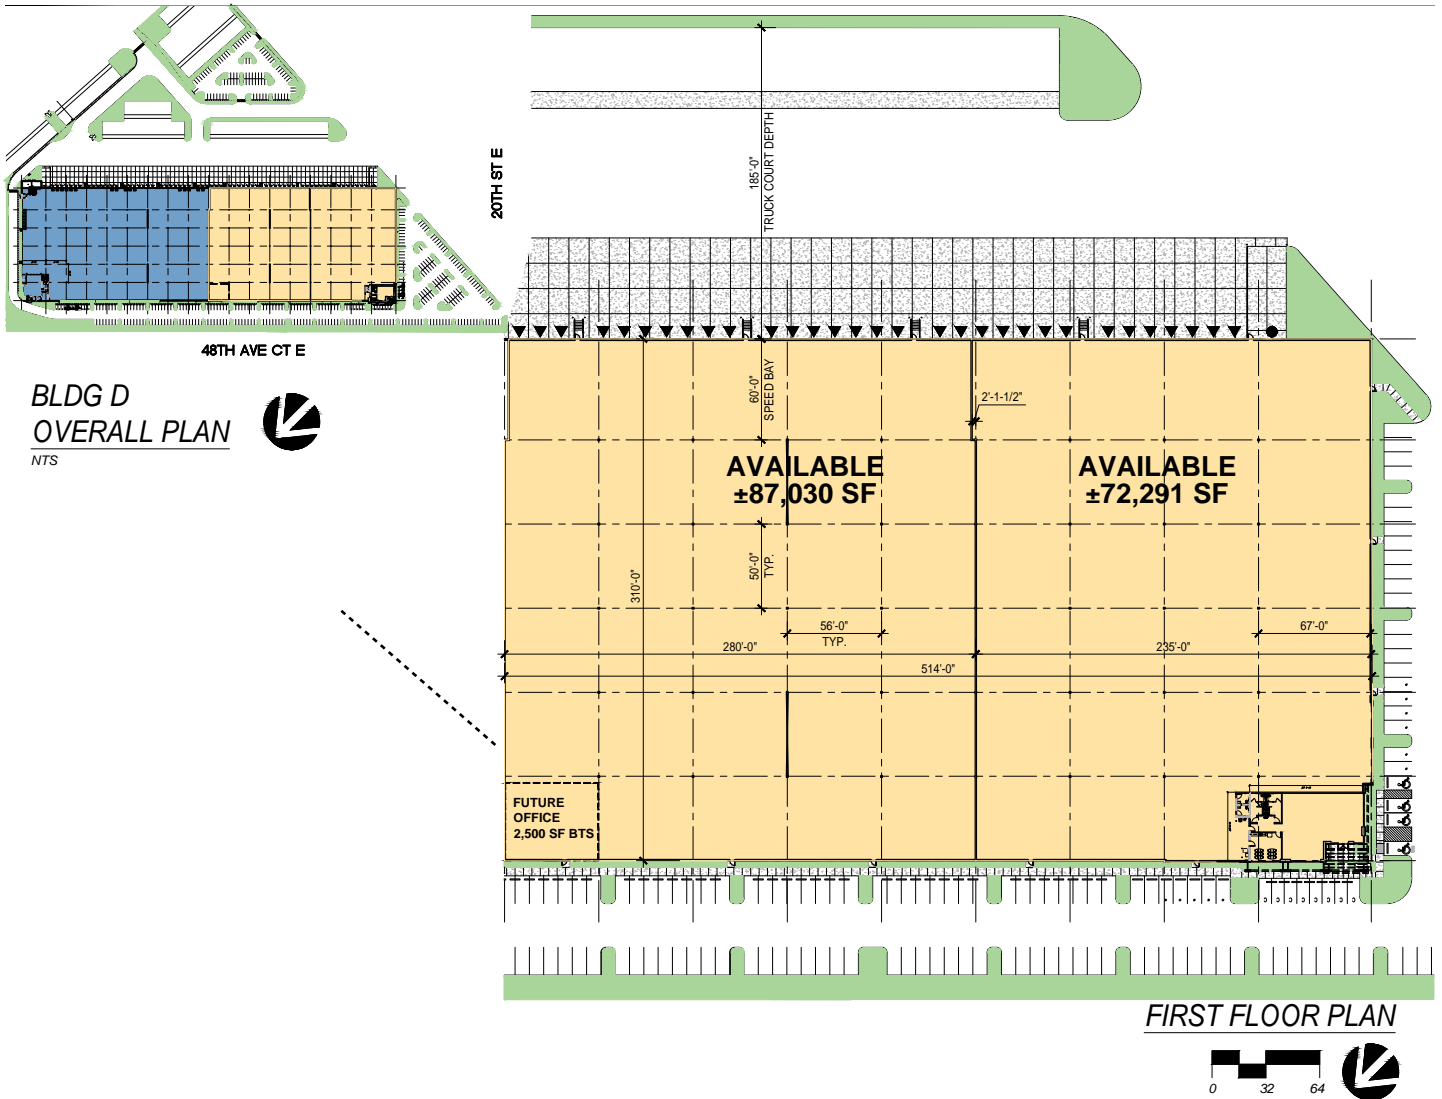 20TH ST E
48TH AVE CT E
BLDG D
OVERALL PLAN
NTS
185'-0"
TRUCK COURT DEPTH
60'-0"
SPEED BAY
2'-1-1/2"
AVAILABLE
±87,030 SF
AVAILABLE
±72,291 SF
50'-0"
TYP.
310'-0"
56'-0"
TYP.
67'-0"
280'-0"
235'-0"
514'-0"
FUTURE
OFFICE
2,500 SF BTS
FIRST FLOOR PLAN
0 32 64